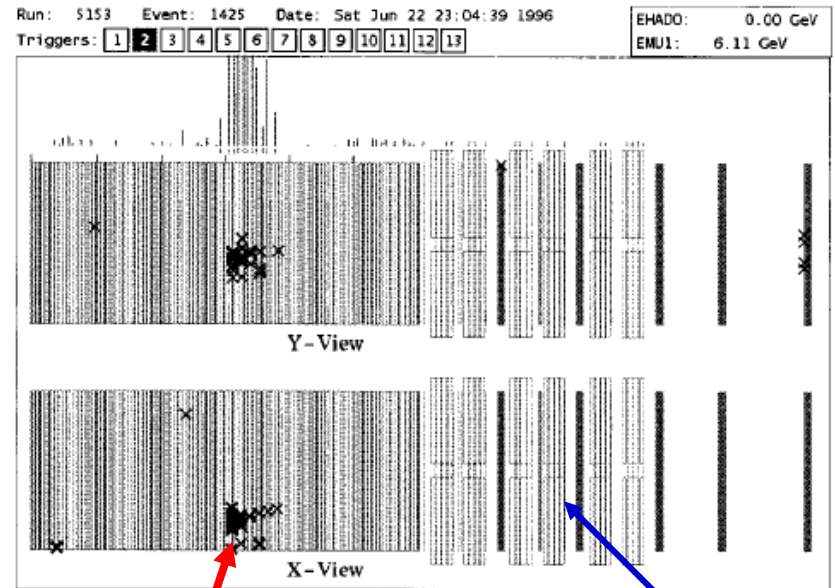 Run: 5153 Event: 1425 Date: Sat Jun 22 23:04:39 1996
Triggers: 1 2 3 4 5 6 7 8 9 10 11 12 13
EHADO: 0.00 GeV
EMU1: 6.11 GeV
Y-View
X-View